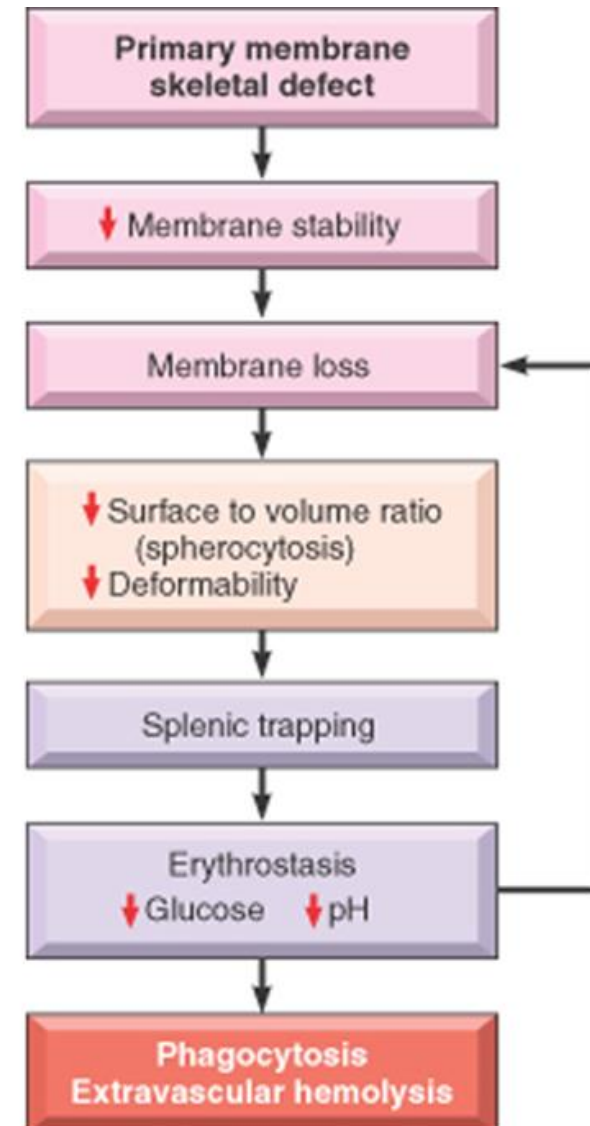 Primary membrane
skeletal defect
Membrane stability
Membrane loss
Surface to volume ratio
(spherocytosis)
Deformability
Splenic trapping
Erythrostasis
Glucose pH
Phagocytosis
Extravascular hemolysis